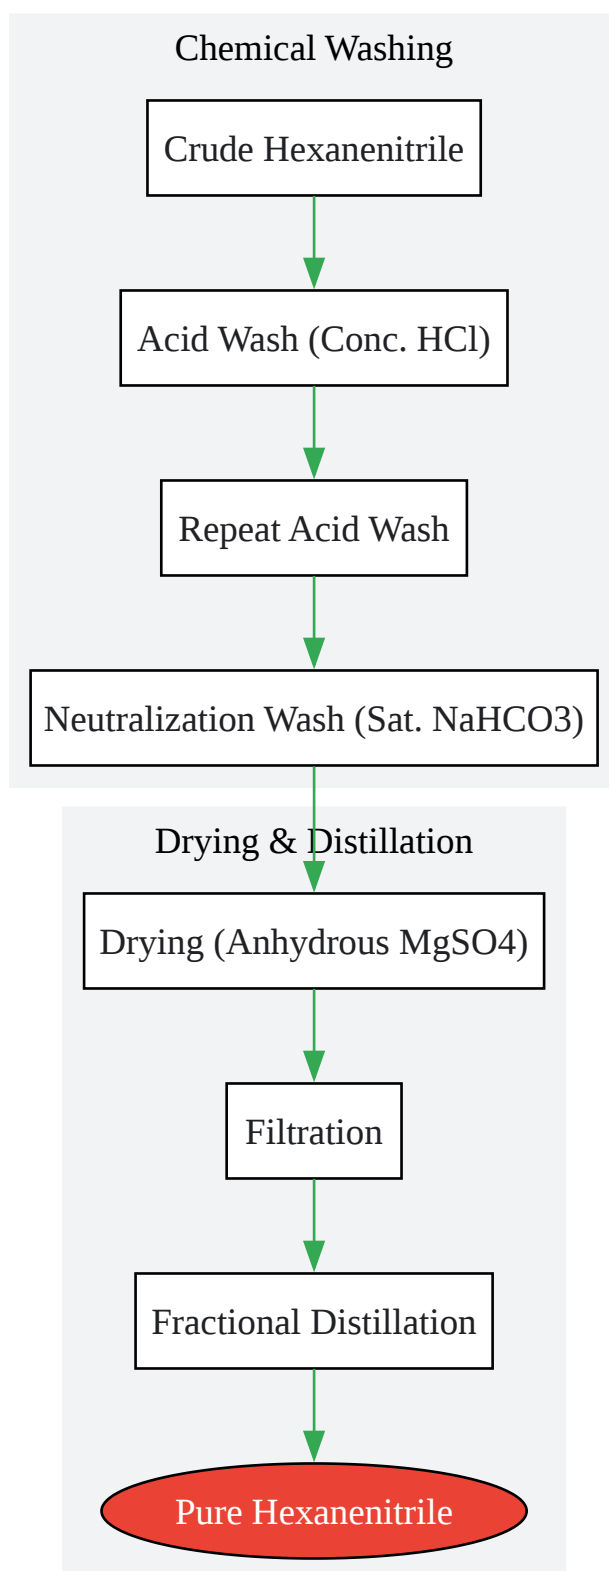 Chemical Washing
Crude Hexanenitrile
Acid Wash (Conc. HCl)
Repeat Acid Wash
Neutralization Wash (Sat. NaHCO3)
Drying & Distillation
Drying (Anhydrous MgSO4)
Filtration
Fractional Distillation
Pure Hexanenitrile